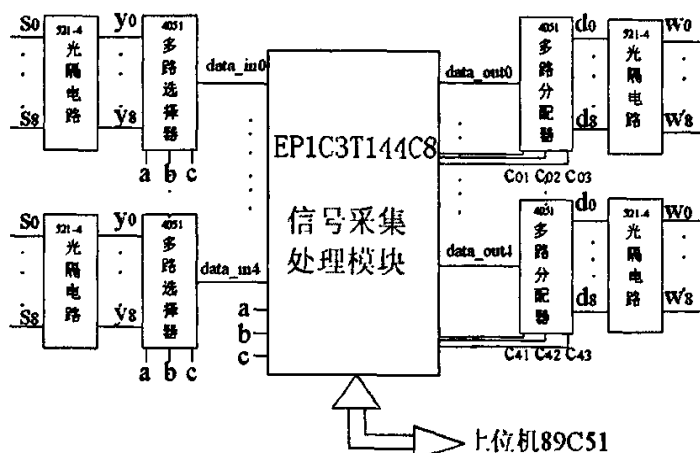 S0 521-4 y0 4051
光隔电路
多路选择器
S8 y8
data_in0
a b c
EP1C3T144C8
信号采集
处理模块
data_out0
4051 d0 521-4 w0
多路分配器
光隔电路
d8 w8
C01 C02 C03
S0 521-4 y0 4051
光隔电路
多路选择器
S8 y8
data_in4
a b c
a
b
c
data_out4
4051 d0 521-4 w0
多路分配器
光隔电路
d8 w8
C41 C42 C43
上位机89C51